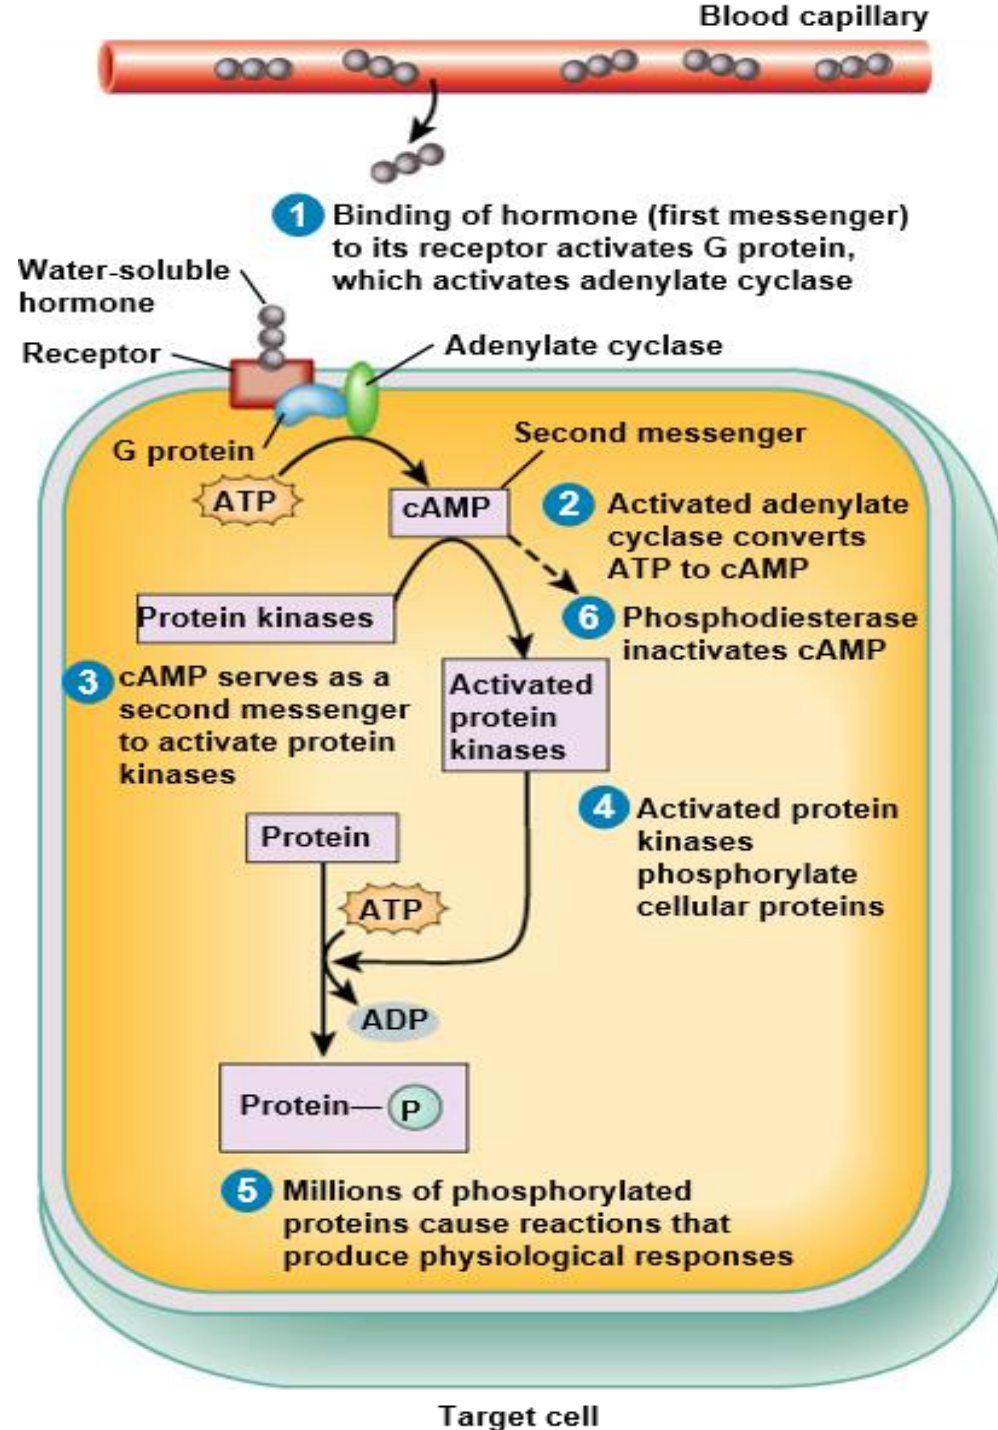 Blood capillary
1 Binding of hormone (first messenger)
to its receptor activates G protein,
which activates adenylate cyclase
Water-soluble
hormone
Receptor
Adenylate cyclase
G protein
Second messenger
ATP
cAMP
2 Activated adenylate
cyclase converts
ATP to cAMP
Protein kinases
6 Phosphodiesterase
inactivates cAMP
3 cAMP serves as a
second messenger
to activate protein
kinases
Activated
protein
kinases
4 Activated protein
kinases
phosphorylate
cellular proteins
Protein
ATP
ADP
Protein—P
5 Millions of phosphorylated
proteins cause reactions that
produce physiological responses
Target cell